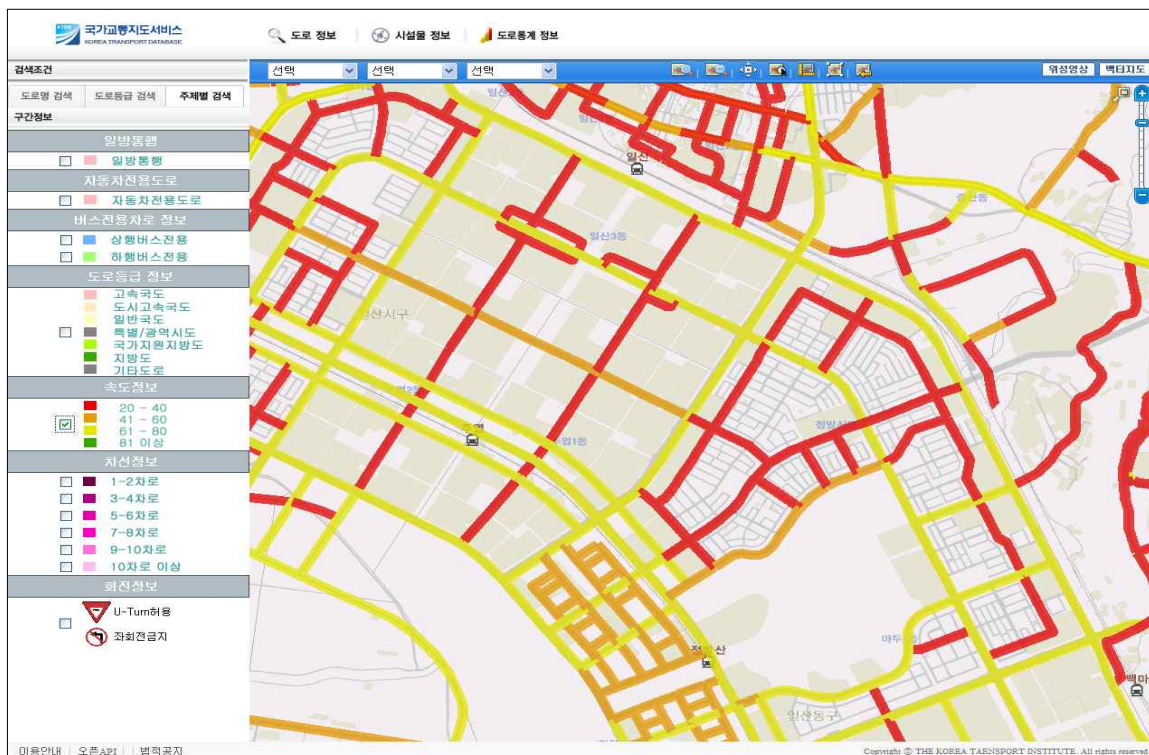 국가교통지도서비스
KOREA TRANSPORT DATABASE
도로 정보
시설물 정보
도로통계 정보
검색조건
선택
선택
선택
위성영상
벡터지도
도로명 검색
도로등급 검색
주제별 검색
구간정보
일방통행
일방통행
자동차전용도로
자동차전용도로
버스전용차로 정보
상행버스전용
하행버스전용
도로등급 정보
고속국도
도시고속국도
일반국도
특별/광역시도
국가지원지방도
지방도
기타도로
속도정보
20 - 40
41 - 60
61 - 80
81 이상
차선정보
1-2차로
3-4차로
5-6차로
7-8차로
9-10차로
10차로 이상
회전정보
U-Turn허용
좌회전금지
일산
일산3동
정발산
일산동구
백마
이용안내
오픈API
법적공지
Copyright ⓒ THE KOREA TARNSPORT INSTITUTE. All rights reserved